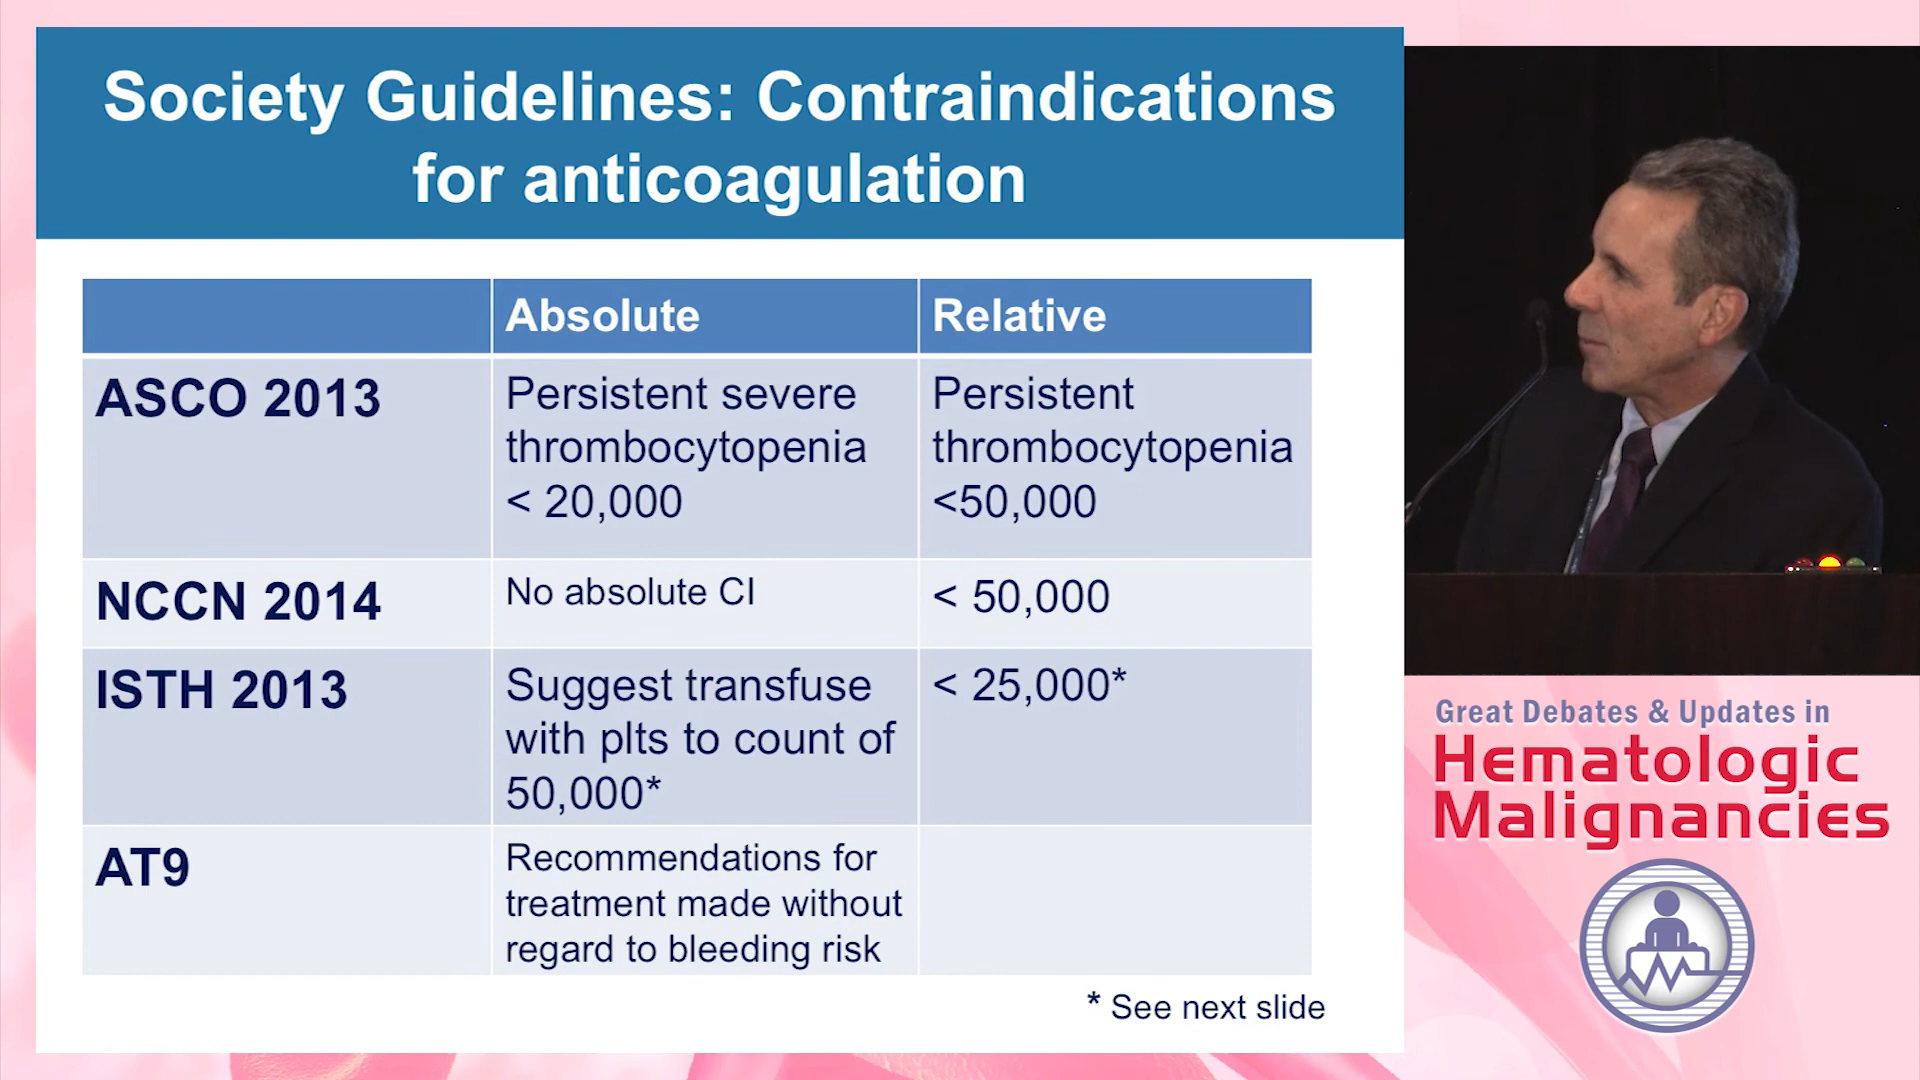 Society Guidelines: Contraindications
for anticoagulation
Absolute
Relative
ASCO 2013
Persistent severe
thrombocytopenia
< 20,000
Persistent
thrombocytopenia
<50,000
NCCN 2014
No absolute CI
< 50,000
ISTH 2013
Suggest transfuse
with plts to count of
50,000*
< 25,000*
AT9
Recommendations for
treatment made without
regard to bleeding risk
* See next slide
Great Debates & Updates in
Hematologic
Malignancies